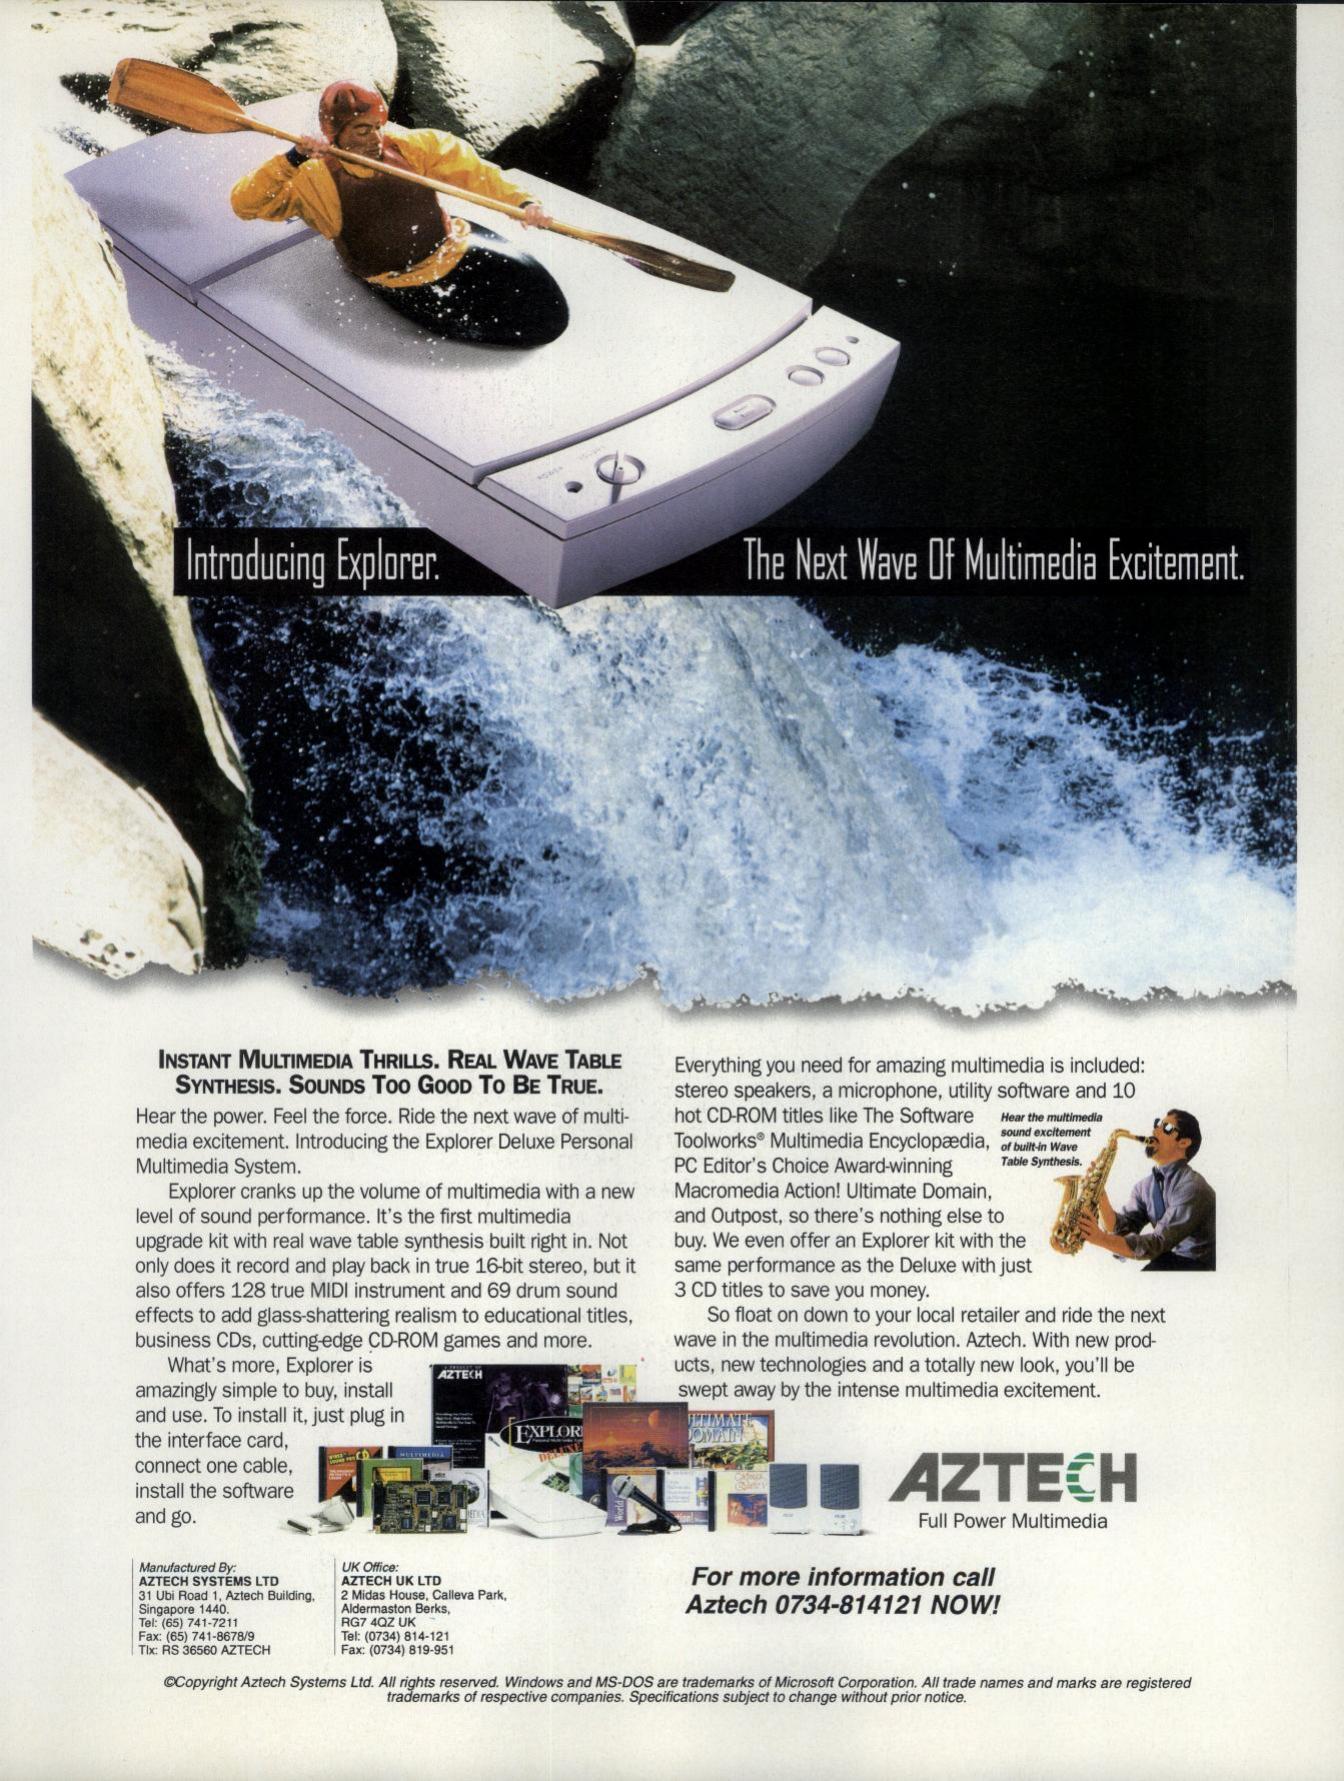 Introducing Explorer.
The Next Wave Of Multimedia Excitement.
INSTANT MULTIMEDIA THRILLS. REAL WAVE TABLE
SYNTHESIS. SOUNDS TOO GOOD TO BE TRUE.
Hear the power. Feel the force. Ride the next wave of multi-
media excitement. Introducing the Explorer Deluxe Personal
Multimedia System.
Explorer cranks up the volume of multimedia with a new
level of sound performance. It's the first multimedia
upgrade kit with real wave table synthesis built right in. Not
only does it record and play back in true 16-bit stereo, but it
also offers 128 true MIDI instrument and 69 drum sound
effects to add glass-shattering realism to educational titles,
business CDs, cutting-edge CD-ROM games and more.
What's more, Explorer is
amazingly simple to buy, install
and use. To install it, just plug in
the interface card,
connect one cable,
install the software
and go.
AZTECH
EXPLOR
DELUXE
ULTIMATE
DOMAIN
MULTIMEDIA
World
Everything you need for amazing multimedia is included:
stereo speakers, a microphone, utility software and 10
hot CD-ROM titles like The Software
Toolworks® Multimedia Encyclopædia,
PC Editor's Choice Award-winning
Macromedia Action! Ultimate Domain,
and Outpost, so there's nothing else to
buy. We even offer an Explorer kit with the
same performance as the Deluxe with just
3 CD titles to save you money.
So float on down to your local retailer and ride the next
wave in the multimedia revolution. Aztech. With new prod-
ucts, new technologies and a totally new look, you'll be
swept away by the intense multimedia excitement.
Hear the multimedia
sound excitement
of built-in Wave
Table Synthesis.
AZTECH
Full Power Multimedia
Manufactured By:
AZTECH SYSTEMS LTD
31 Ubi Road 1, Aztech Building,
Singapore 1440.
Tel: (65) 741-7211
Fax: (65) 741-8678/9
Tlx: RS 36560 AZTECH
UK Office:
AZTECH UK LTD
2 Midas House, Calleva Park,
Aldermaston Berks,
RG7 4QZ UK
Tel: (0734) 814-121
Fax: (0734) 819-951
For more information call
Aztech 0734-814121 NOW!
©Copyright Aztech Systems Ltd. All rights reserved. Windows and MS-DOS are trademarks of Microsoft Corporation. All trade names and marks are registered
trademarks of respective companies. Specifications subject to change without prior notice.